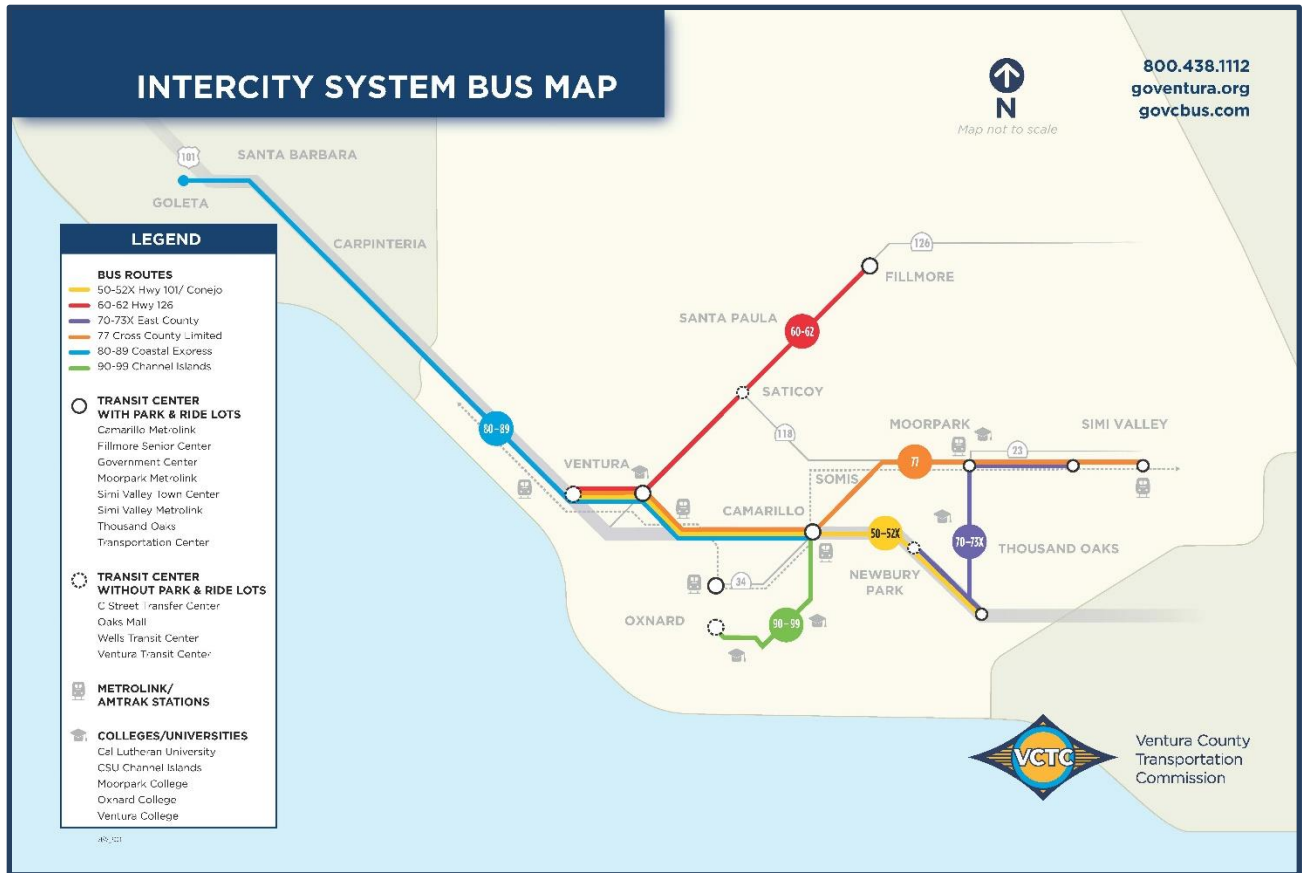 INTERCITY SYSTEM BUS MAP
N
Map not to scale
800.438.1112
goventura.org
govcbus.com
101
SANTA BARBARA
GOLETA
CARPINTERIA
126
FILLMORE
SANTA PAULA
60-62
SATICOY
118
80-89
VENTURA
MOORPARK
SIMI VALLEY
77
23
SOMIS
CAMARILLO
50-52X
70-73X
THOUSAND OAKS
NEWBURY
PARK
34
OXNARD
90-99
LEGEND
BUS ROUTES
50-52X Hwy 101/ Conejo
60-62 Hwy 126
70-73X East County
77 Cross County Limited
80-89 Coastal Express
90-99 Channel Islands
TRANSIT CENTER
WITH PARK & RIDE LOTS
Camarillo Metrolink
Fillmore Senior Center
Government Center
Moorpark Metrolink
Simi Valley Town Center
Simi Valley Metrolink
Thousand Oaks
Transportation Center
TRANSIT CENTER
WITHOUT PARK & RIDE LOTS
C Street Transfer Center
Oaks Mall
Wells Transit Center
Ventura Transit Center
METROLINK/
AMTRAK STATIONS
COLLEGES/UNIVERSITIES
Cal Lutheran University
CSU Channel Islands
Moorpark College
Oxnard College
Ventura College
VCTC
Ventura County
Transportation
Commission